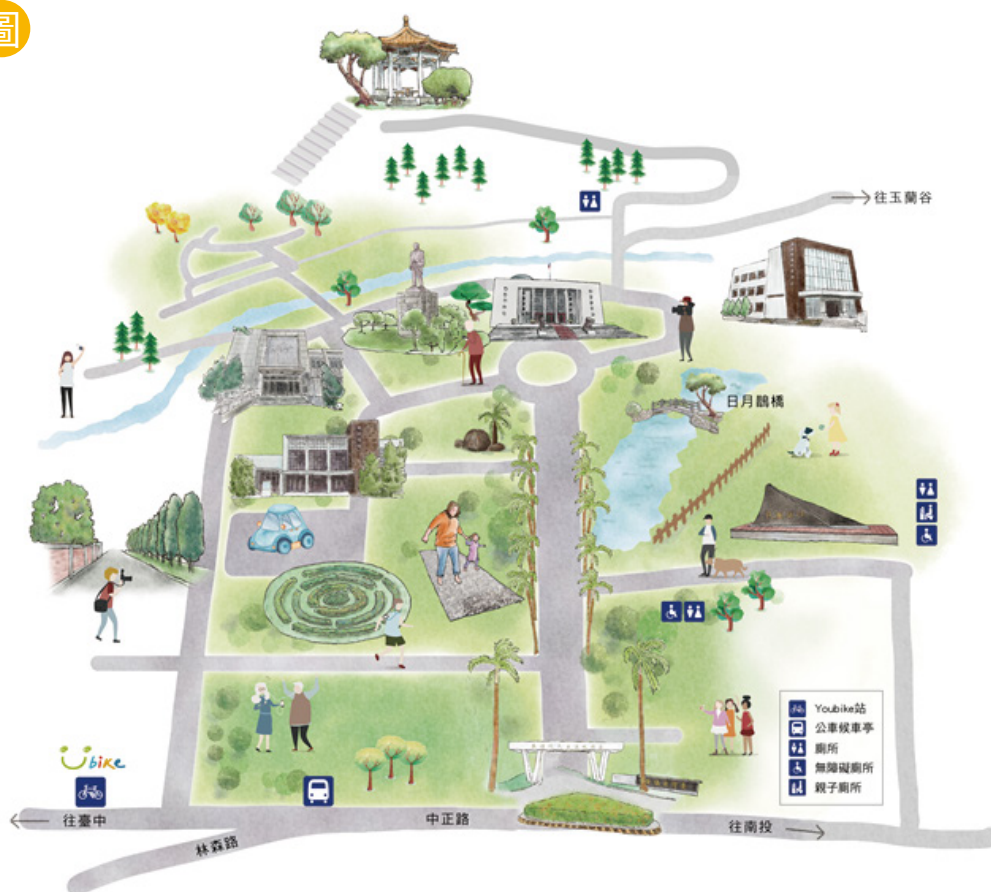 圖
往玉蘭谷
日月鵲橋
Youbike站
公車候車亭
廁所
無障礙廁所
親子廁所
Ubike
往臺中
中正路
往南投
林森路